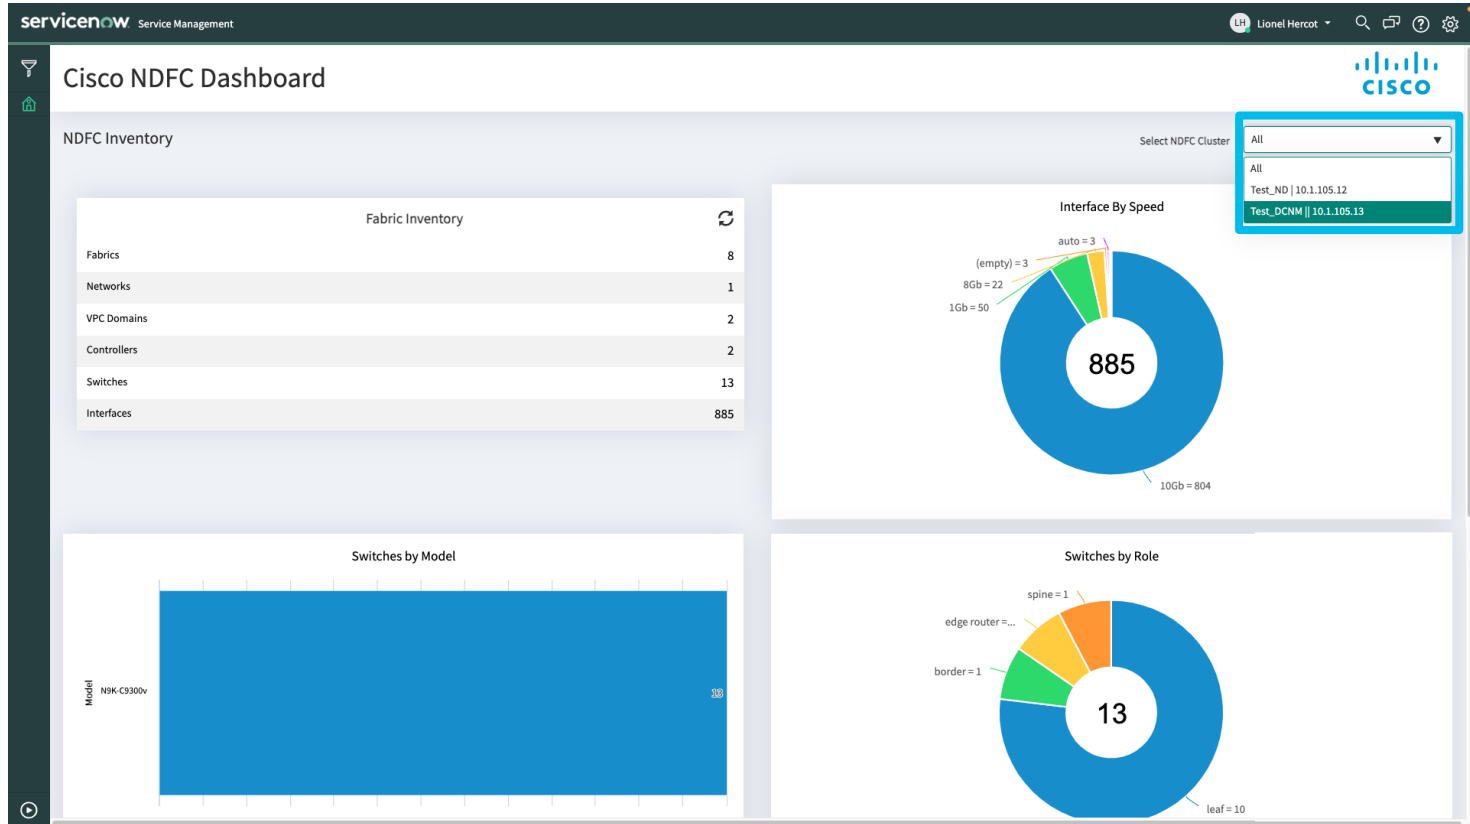 servicenow Service Management
LH Lionel Hercot
Cisco NDFC Dashboard
CISCO
NDFC Inventory
Select NDFC Cluster
All
All
Test_ND | 10.1.105.12
Test_DCNM || 10.1.105.13
Fabric Inventory
Fabrics 8
Networks 1
VPC Domains 2
Controllers 2
Switches 13
Interfaces 885
Interface By Speed
auto = 3
(empty) = 3
8Gb = 22
1Gb = 50
885
10Gb = 804
Switches by Model
Model
N9K-C9300v
13
Switches by Role
spine = 1
edge router =...
border = 1
13
leaf = 10